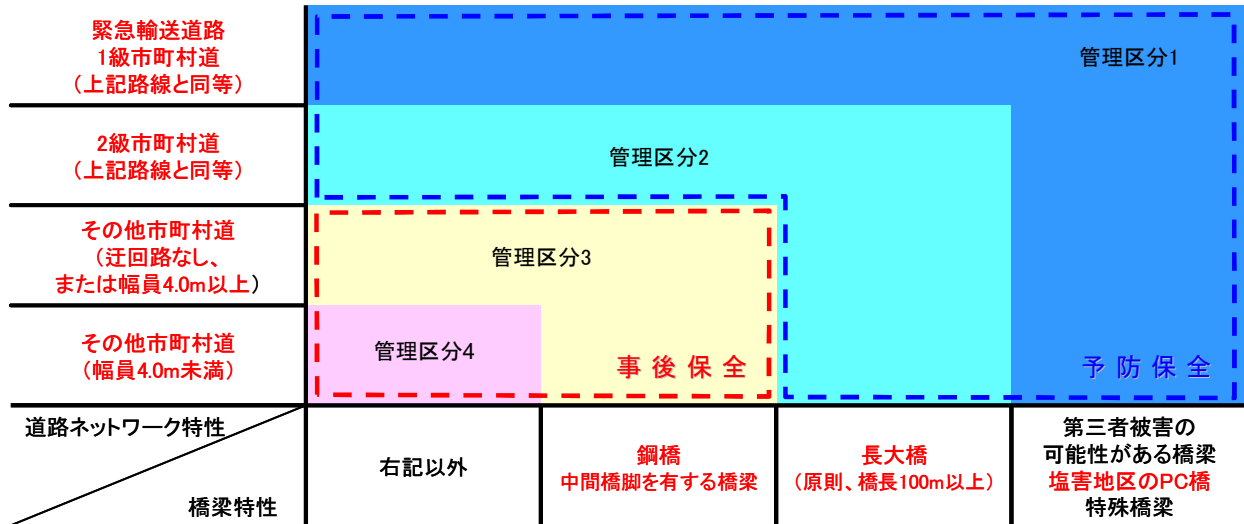 緊急輸送道路
1級市町村道
（上記路線と同等）
管理区分1
2級市町村道
（上記路線と同等）
管理区分2
その他市町村道
（迂回路なし、
または幅員4.0m以上）
管理区分3
その他市町村道
（幅員4.0m未満）
管理区分4
事後保全
予防保全
道路ネットワーク特性
橋梁特性
右記以外
鋼橋
中間橋脚を有する橋梁
長大橋
（原則、橋長100m以上）
第三者被害の
可能性がある橋梁
塩害地区のPC橋
特殊橋梁